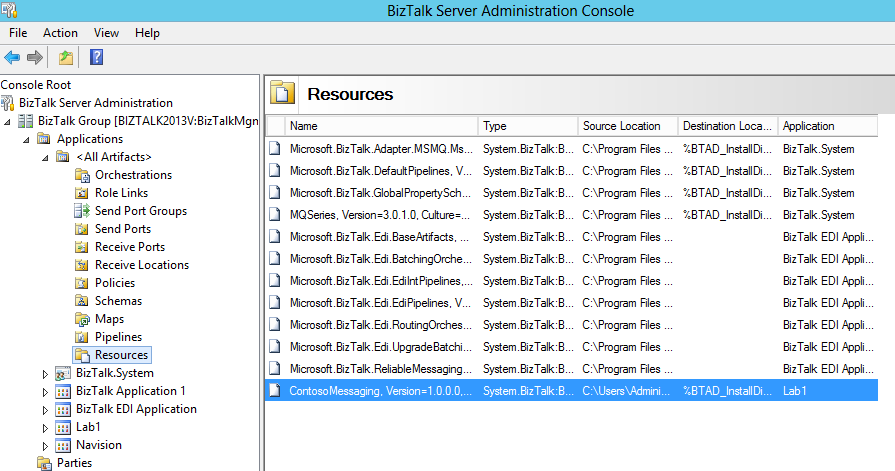 BizTalk Server Administration Console
File Action View Help
Console Root
BizTalk Server Administration
BizTalk Group [BIZTALK2013V:BizTalkMgn
Applications
<All Artifacts>
Orchestrations
Role Links
Send Port Groups
Send Ports
Receive Ports
Receive Locations
Policies
Schemas
Maps
Pipelines
Resources
BizTalk.System
BizTalk Application 1
BizTalk EDI Application
Lab1
Navision
Parties
Resources
Name Type Source Location Destination Loca... Application
Microsoft.BizTalk.Adapter.MSMQ.Ms... System.BizTalk:B... C:\Program Files ... %BTAD_InstallDi... BizTalk.System
Microsoft.BizTalk.DefaultPipelines, V... System.BizTalk:B... C:\Program Files ... %BTAD_InstallDi... BizTalk.System
Microsoft.BizTalk.GlobalPropertySch... System.BizTalk:B... C:\Program Files ... %BTAD_InstallDi... BizTalk.System
MQSeries, Version=3.0.1.0, Culture=... System.BizTalk:B... C:\Program Files ... %BTAD_InstallDi... BizTalk.System
Microsoft.BizTalk.Edi.BaseArtifacts, ... System.BizTalk:B... C:\Program Files ... BizTalk EDI Appli...
Microsoft.BizTalk.Edi.BatchingOrche... System.BizTalk:B... C:\Program Files ... BizTalk EDI Appli...
Microsoft.BizTalk.Edi.EdiIntPipelines,... System.BizTalk:B... C:\Program Files ... BizTalk EDI Appli...
Microsoft.BizTalk.Edi.EdiPipelines, V... System.BizTalk:B... C:\Program Files ... BizTalk EDI Appli...
Microsoft.BizTalk.Edi.RoutingOrches... System.BizTalk:B... C:\Program Files ... BizTalk EDI Appli...
Microsoft.BizTalk.Edi.UpgradeBatchi... System.BizTalk:B... C:\Program Files ... BizTalk EDI Appli...
Microsoft.BizTalk.ReliableMessaging... System.BizTalk:B... C:\Program Files ... BizTalk EDI Appli...
ContosoMessaging, Version=1.0.0.0,... System.BizTalk:B... C:\Users\Admini... %BTAD_InstallDi... Lab1